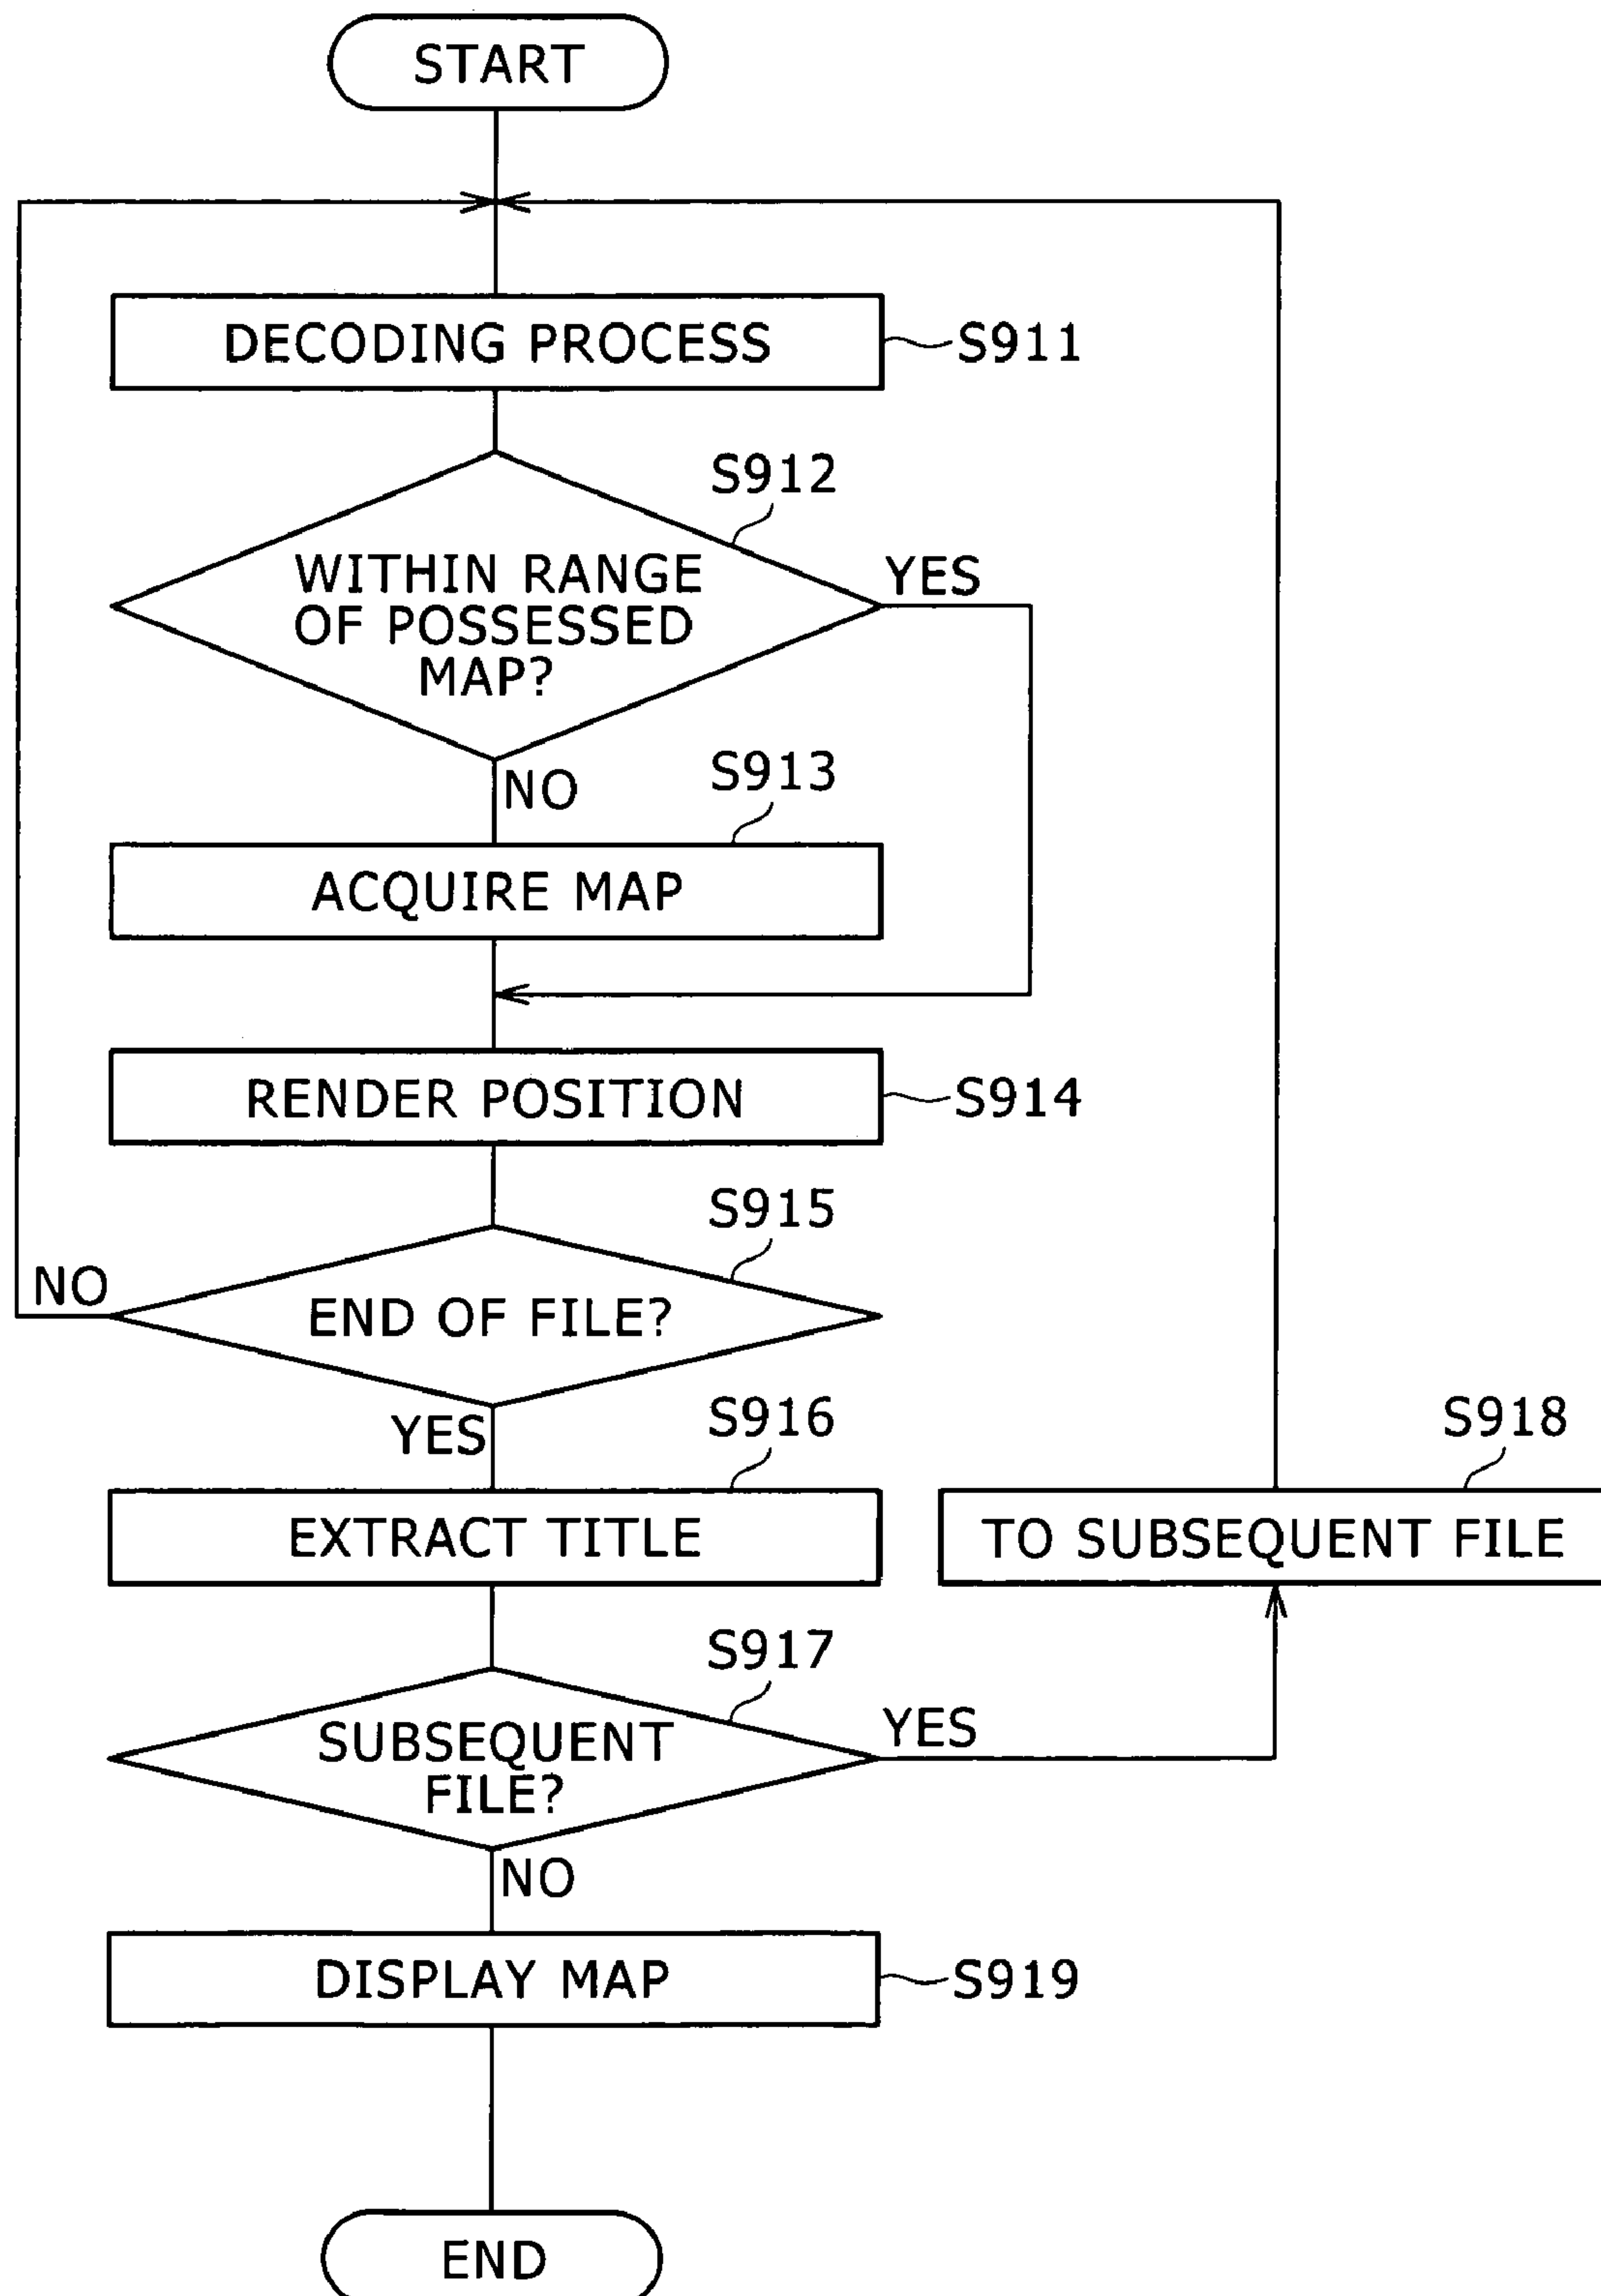 START
DECODING PROCESS
S911
S912
WITHIN RANGE
OF POSSESSED
MAP?
YES
NO
S913
ACQUIRE MAP
RENDER POSITION
S914
S915
NO
END OF FILE?
YES
S916
EXTRACT TITLE
S918
TO SUBSEQUENT FILE
S917
SUBSEQUENT
FILE?
YES
NO
DISPLAY MAP
S919
END